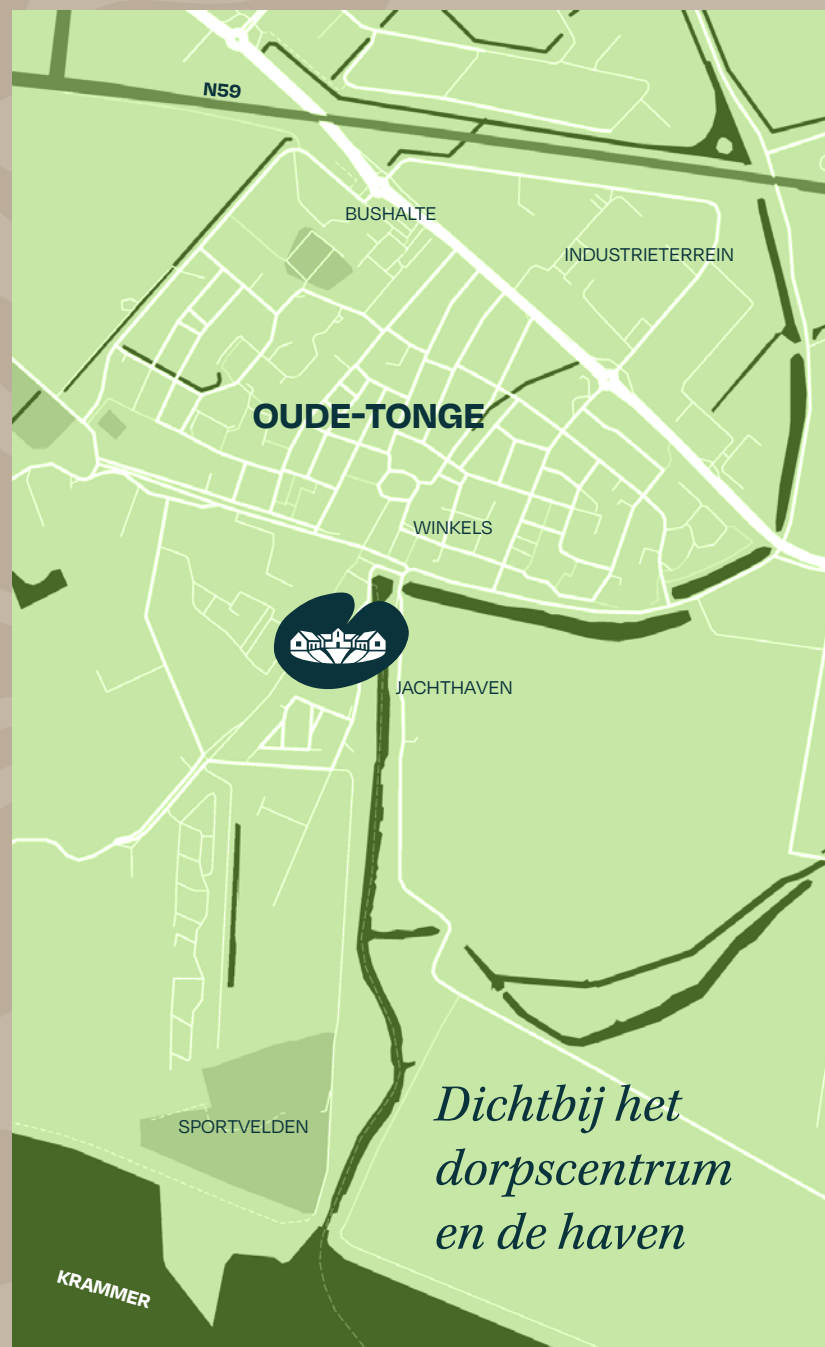 N59
BUSHALTE
INDUSTRIETERREIN
OUDE-TONGE
WINKELS
JACHTHAVEN
Dichtbij het
dorpscentrum
en de haven
SPORTVELDEN
KRAMMER